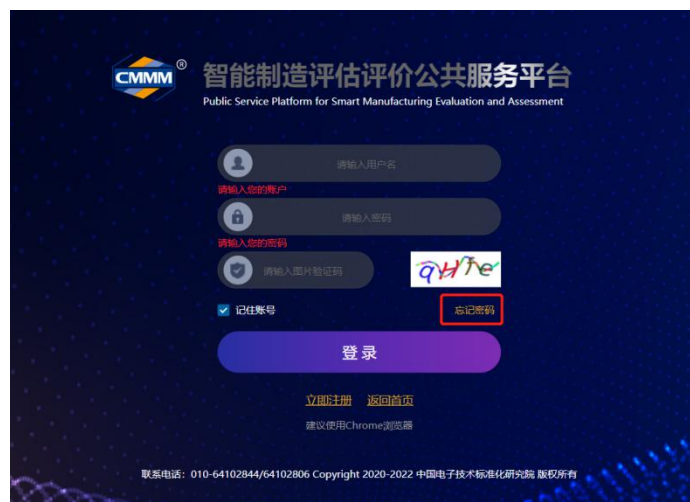 CMMM®
智能制造评估评价公共服务平台
Public Service Platform for Smart Manufacturing Evaluation and Assessment
请输入用户名
请输入您的账户
请输入密码
请输入您的密码
请输入图片验证码
qHTe
记住账号 忘记密码
登录
立即注册 返回首页
建议使用Chrome浏览器
联系电话：010-64102844/64102806 Copyright 2020-2022 中国电子技术标准化研究院 版权所有